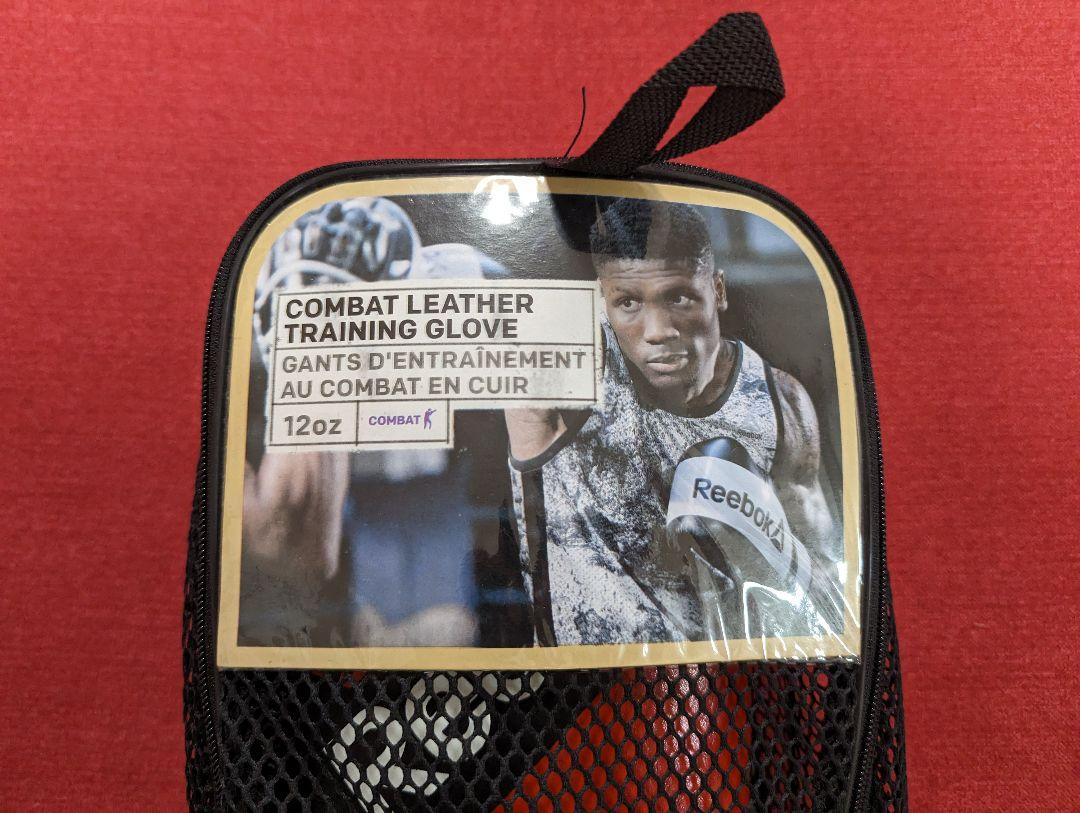 COMBAT LEATHER
TRAINING GLOVE
GANTS D'ENTRAÎNEMENT
AU COMBAT EN CUIR
12oz
COMBAT
Reebok